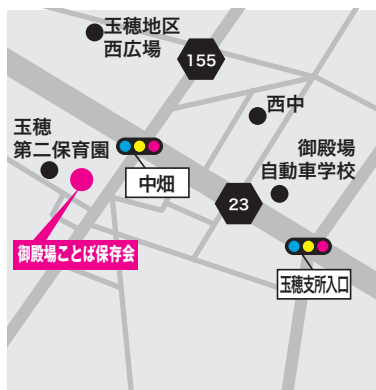 玉穂地区
西広場
155
西中
玉穂
第二保育園
御殿場
自動車学校
中畑
23
御殿場ことば保存会
玉穂支所入口